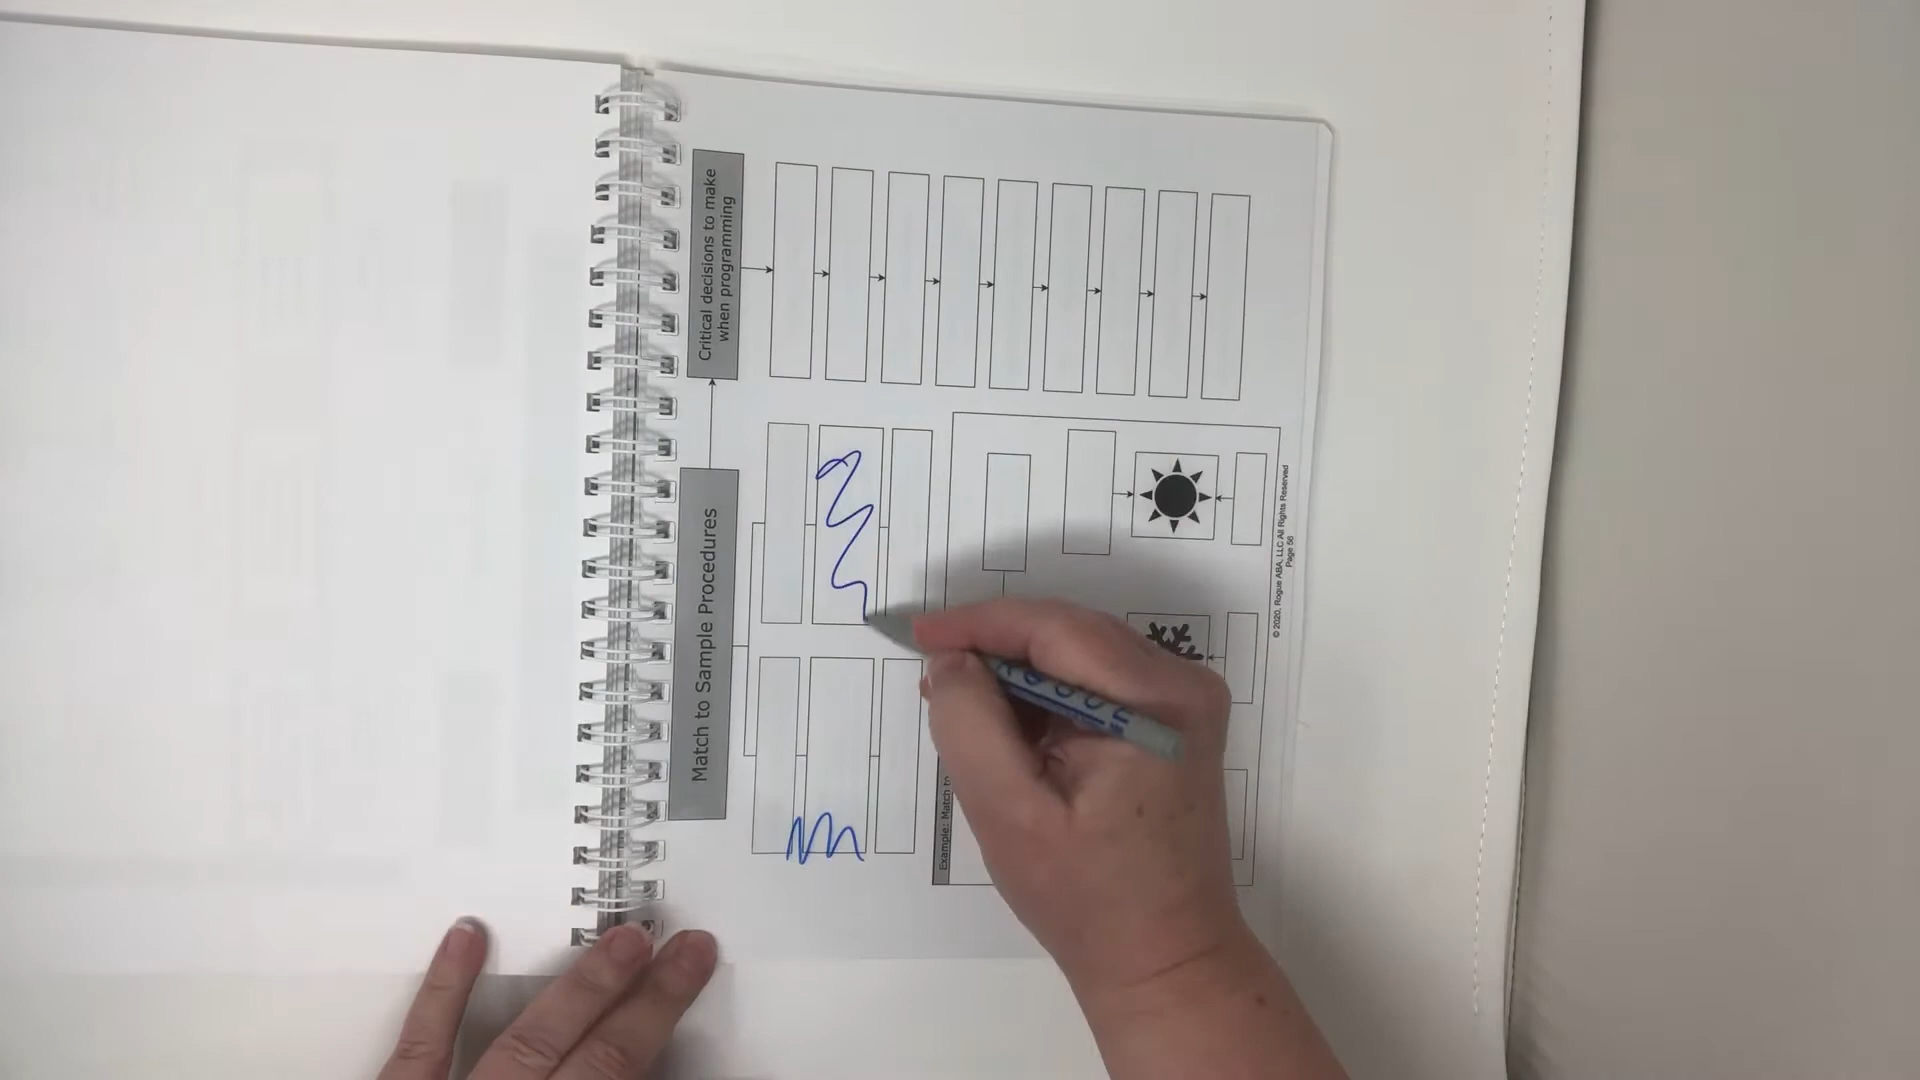 Match to Sample Procedures
Critical decisions to make
when programming
Example: Match to
© 2020, Rogue ABA, LLC All Rights Reserved
Page 56